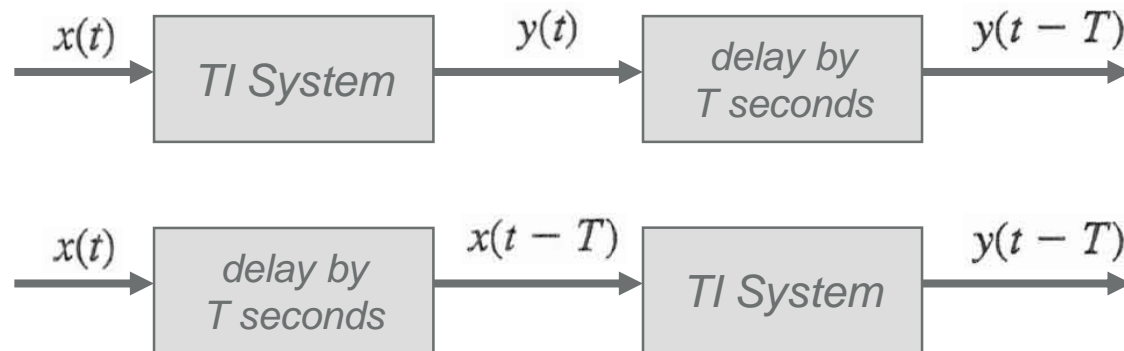 x(t)
TI System
y(t)
delay by
T seconds
y(t − T)
x(t)
delay by
T seconds
x(t − T)
TI System
y(t − T)